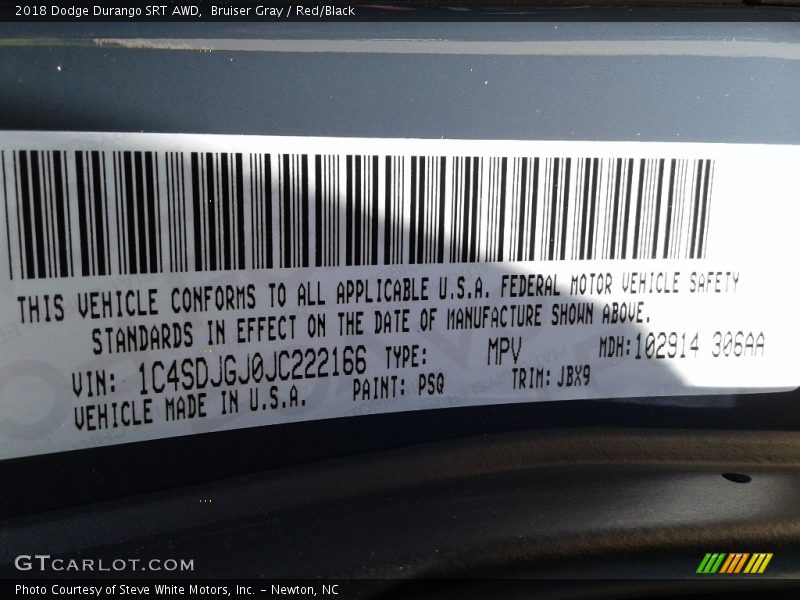 2018 Dodge Durango SRT AWD,  Bruiser Gray / Red/Black
THIS VEHICLE CONFORMS TO ALL APPLICABLE U.S.A. FEDERAL MOTOR VEHICLE SAFETY
STANDARDS IN EFFECT ON THE DATE OF MANUFACTURE SHOWN ABOVE.
VIN: 1C4SDJGJ0JC222166 TYPE: MPV MDH:102914 306AA
VEHICLE MADE IN U.S.A. PAINT: PSQ TRIM: JBX9
GTCARLOT.COM
Photo Courtesy of Steve White Motors, Inc. – Newton, NC